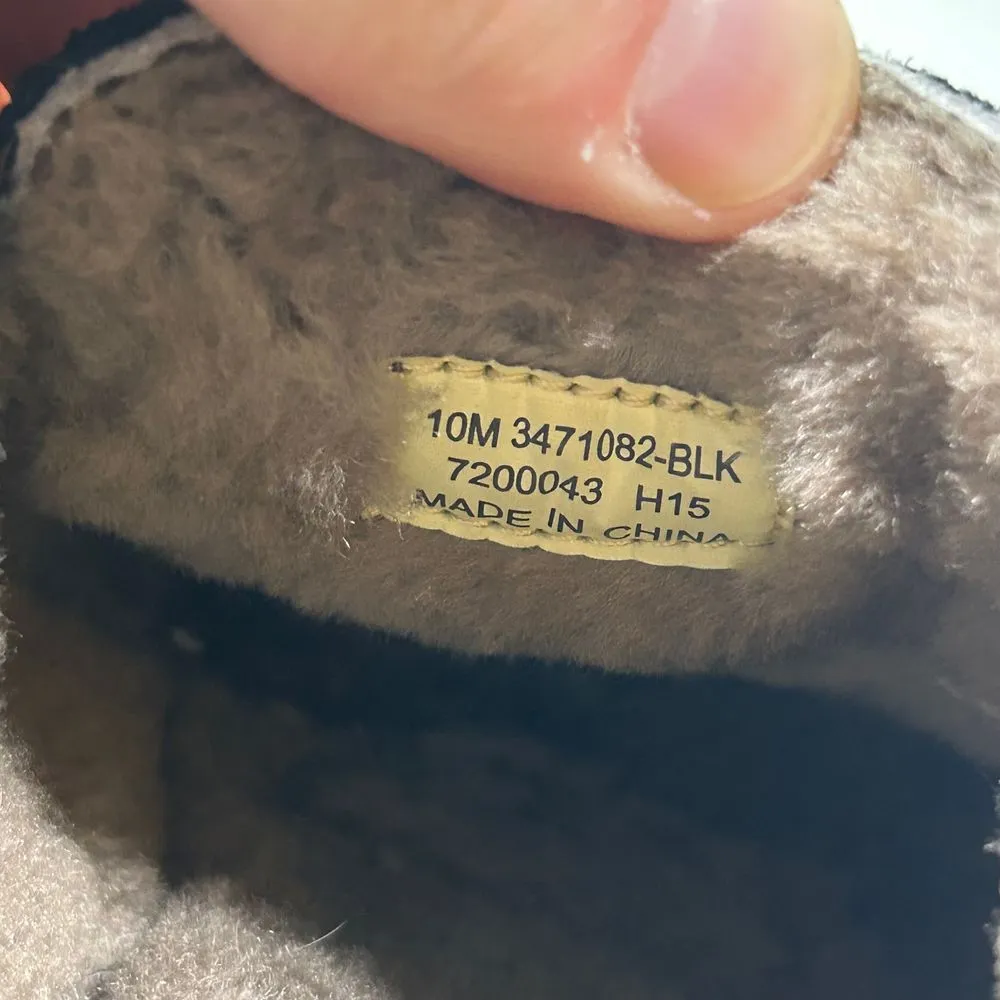 10M 3471082-BLK
7200043 H15
MADE IN CHINA